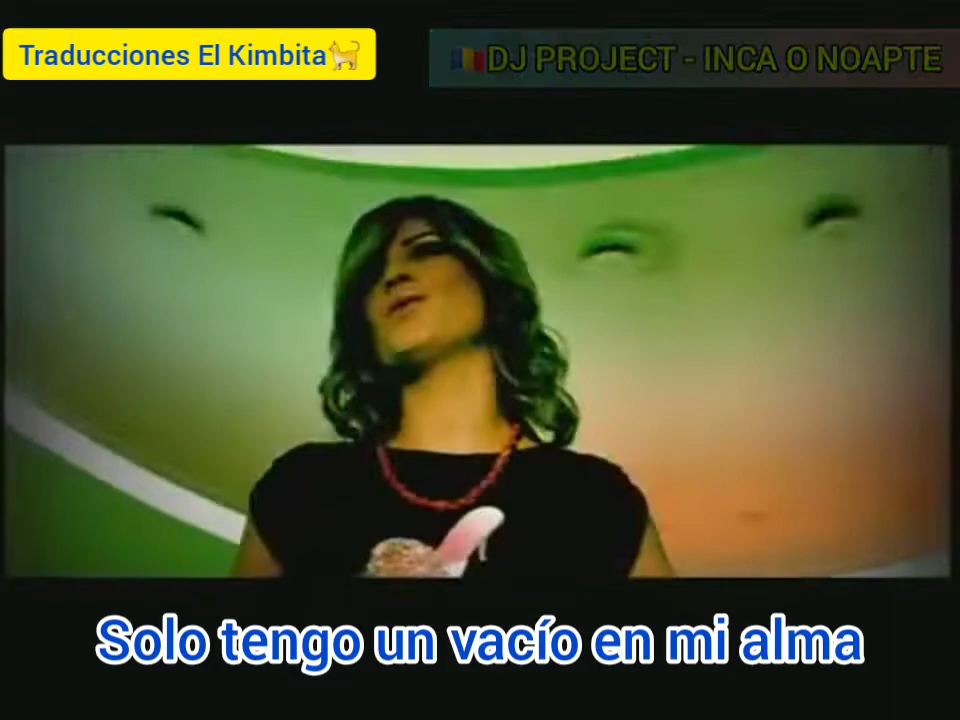 Traducciones El Kimbita🐈
🇷🇴DJ PROJECT - INCA O NOAPTE
Solo tengo un vacío en mi alma